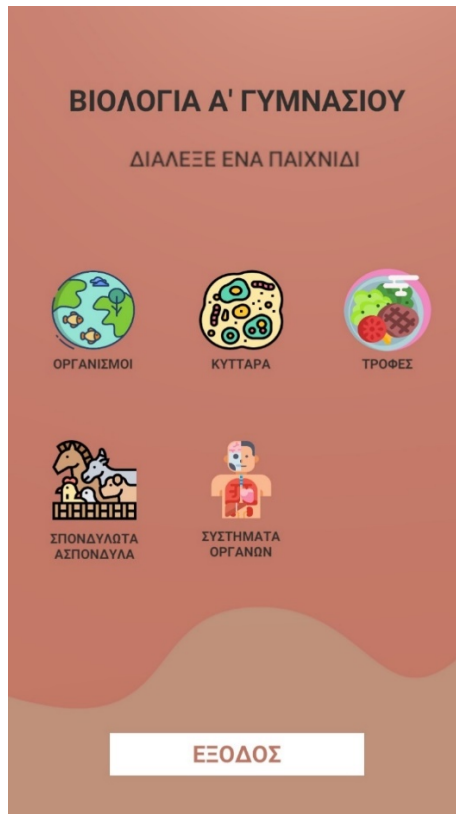 ΒΙΟΛΟΓΙΑ Α' ΓΥΜΝΑΣΙΟΥ
ΔΙΑΛΕΞΕ ΕΝΑ ΠΑΙΧΝΙΔΙ
ΟΡΓΑΝΙΣΜΟΙ
ΚΥΤΤΑΡΑ
ΤΡΟΦΕΣ
ΣΠΟΝΔΥΛΩΤΑ
ΑΣΠΟΝΔΥΛΑ
ΣΥΣΤΗΜΑΤΑ
ΟΡΓΑΝΩΝ
ΕΞΟΔΟΣ